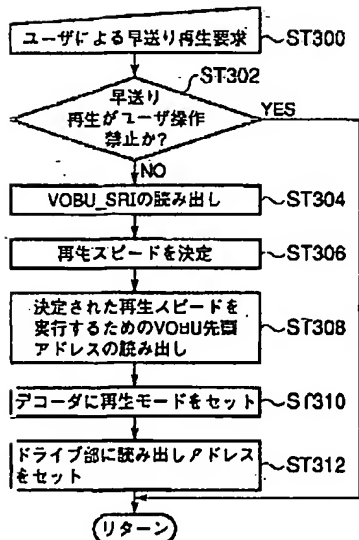 ユーザによる早送り再生要求
ST300
ST302
早送り
再生がユーザ操作
禁止か?
YES
NO
VOBU_SRIの読み出し
ST304
再生スピードを決定
ST306
決定された再生スピードを
実行するためのVOBU先頭
アドレスの読み出し
ST308
デコーダに再生モードをセット
ST310
ドライブ部に読み出しアドレス
をセット
ST312
リターン